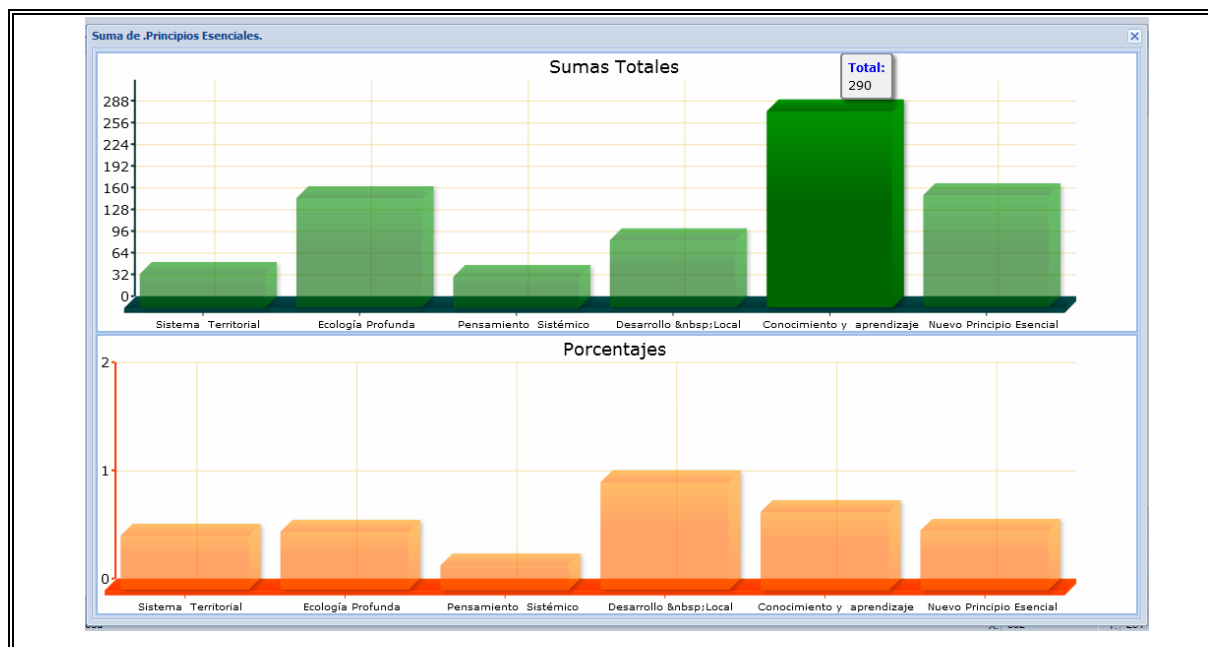 Suma de .Principios Esenciales.
Sumas Totales
Total:
290
288
256
224
192
160
128
96
64
32
0
Sistema Territorial
Ecología Profunda
Pensamiento Sistémico
Desarrollo &nbsp;Local
Conocimiento y aprendizaje
Nuevo Principio Esencial
Porcentajes
2
1
0
Sistema Territorial
Ecología Profunda
Pensamiento Sistémico
Desarrollo &nbsp;Local
Conocimiento y aprendizaje
Nuevo Principio Esencial